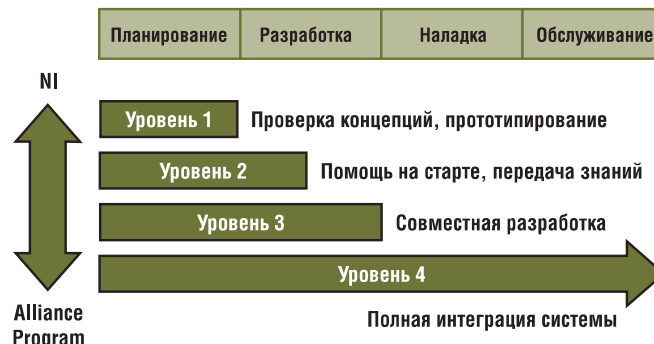 Планирование Разработка Наладка Обслуживание
NI
Уровень 1 Проверка концепций, прототипирование
Уровень 2 Помощь на старте, передача знаний
Уровень 3 Совместная разработка
Уровень 4
Полная интеграция системы
Alliance
Program